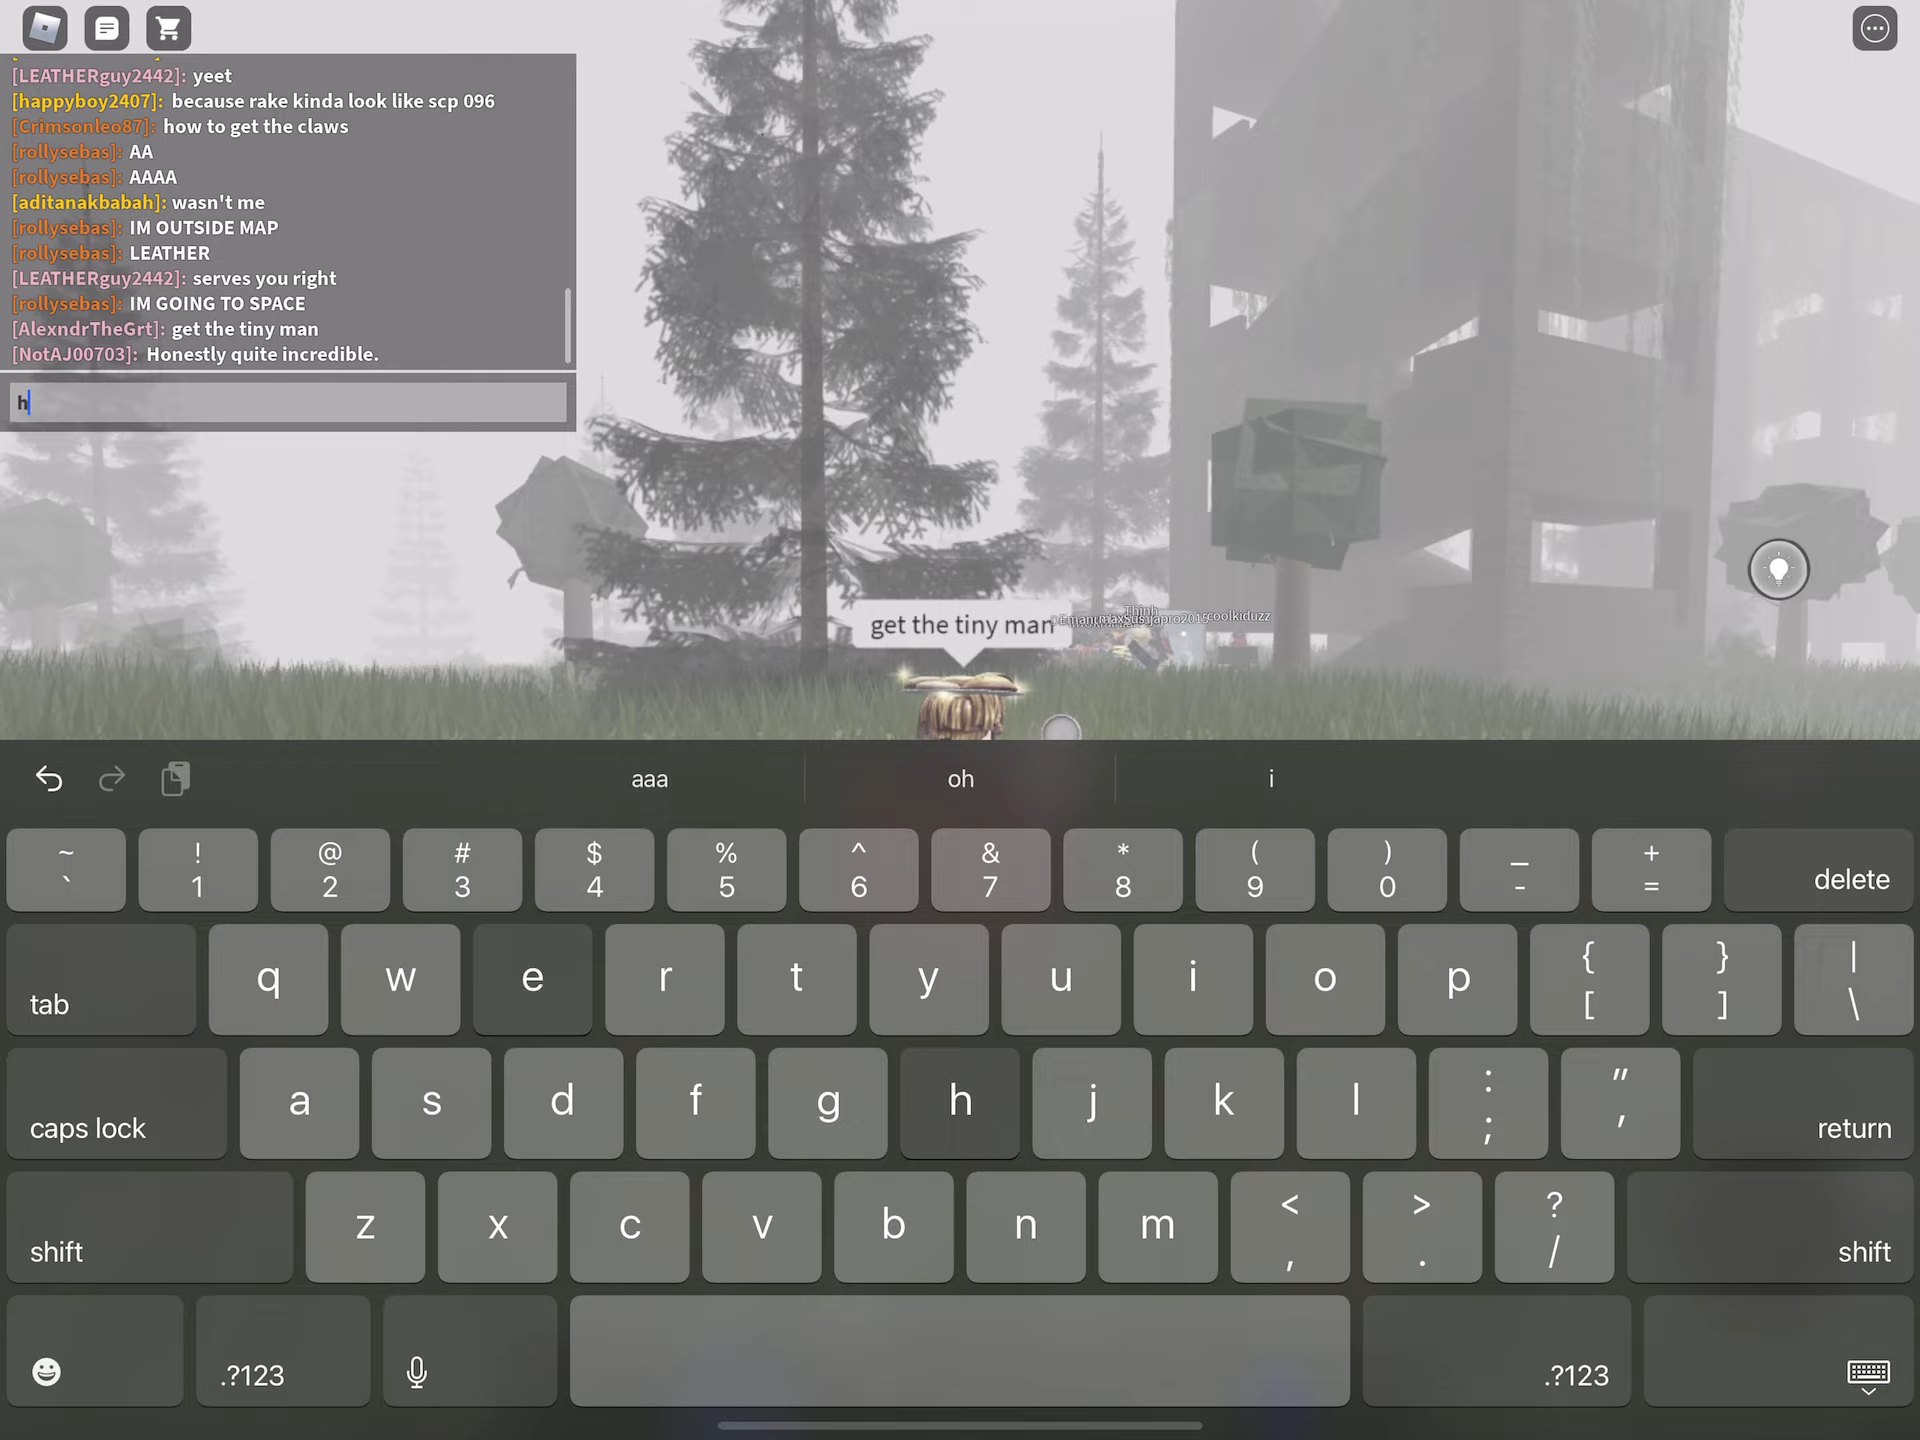 [LEATHERguy2442]: yeet
[happyboy2407]: because rake kinda look like scp 096
[Crimsonleo87]: how to get the claws
[rollysebas]: AA
[rollysebas]: AAAA
[aditanakbabah]: wasn't me
[rollysebas]: IM OUTSIDE MAP
[rollysebas]: LEATHER
[LEATHERguy2442]: serves you right
[rollysebas]: IM GOING TO SPACE
[AlexndrTheGrt]: get the tiny man
[NotAJ00703]: Honestly quite incredible.
h
Thinh
coolkiduzz
get the tiny man
aaa oh i
~ ! @ # $ % ^ & * ( ) _ +
` 1 2 3 4 5 6 7 8 9 0 - = delete
tab q w e r t y u i o p { [ } ] | \
caps lock a s d f g h j k l : ; " ' return
shift z x c v b n m < , > . ? / shift
.?123 .?123